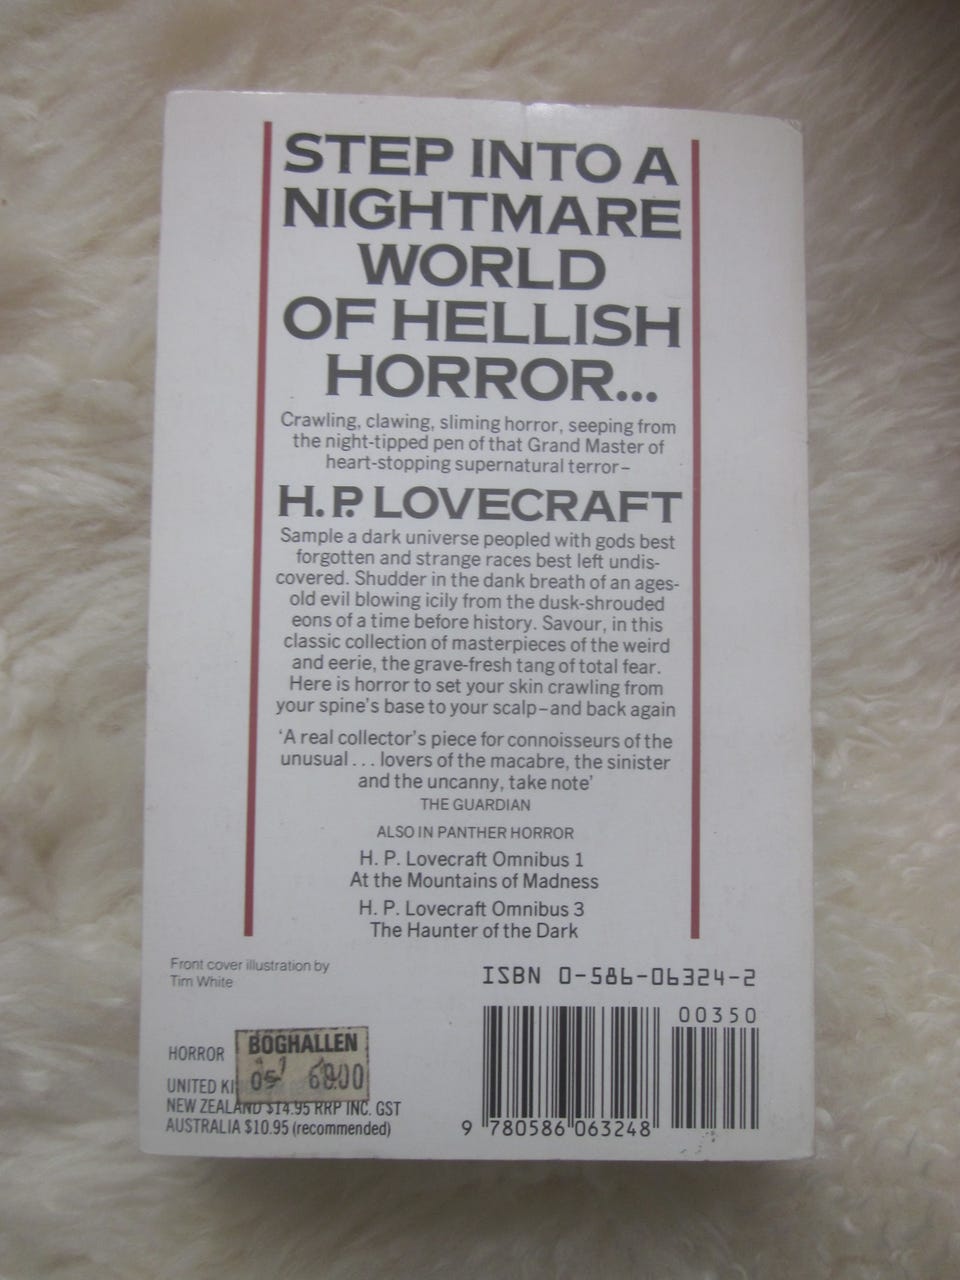 STEP INTO A
NIGHTMARE
WORLD
OF HELLISH
HORROR...
Crawling, clawing, sliming horror, seeping from
the night-tipped pen of that Grand Master of
heart-stopping supernatural terror–
H.P. LOVECRAFT
Sample a dark universe peopled with gods best
forgotten and strange races best left undis-
covered. Shudder in the dank breath of an ages-
old evil blowing icily from the dusk-shrouded
eons of a time before history. Savour, in this
classic collection of masterpieces of the weird
and eerie, the grave-fresh tang of total fear.
Here is horror to set your skin crawling from
your spine's base to your scalp–and back again
'A real collector's piece for connoisseurs of the
unusual... lovers of the macabre, the sinister
and the uncanny, take note'
THE GUARDIAN
ALSO IN PANTHER HORROR
H. P. Lovecraft Omnibus 1
At the Mountains of Madness
H. P. Lovecraft Omnibus 3
The Haunter of the Dark
Front cover illustration by
Tim White
ISBN 0-586-06324-2
00350
HORROR
BOGHALLEN
UNITED
NEW ZEALAND $14.95 RRP INC. GST
AUSTRALIA $10.95 (recommended)
9 780586 063248